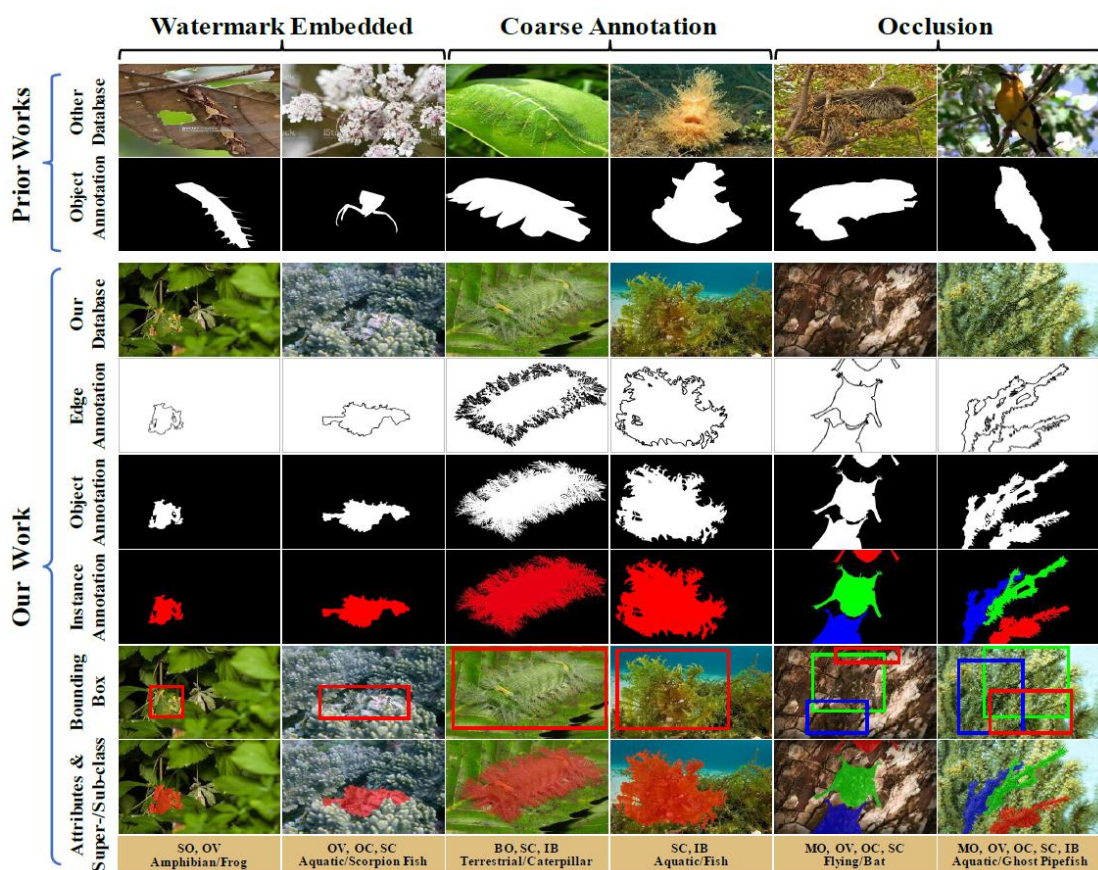 Watermark Embedded
Coarse Annotation
Occlusion
Prior Works
Other
Database
Object
Annotation
Our Work
Our
Database
Edge
Annotation
Object
Annotation
Instance
Annotation
Bounding
Box
Attributes &
Super-/Sub-class
SO, OV
Amphibian/Frog
OV, OC, SC
Aquatic/Scorpion Fish
BO, SC, IB
Terrestrial/Caterpillar
SC, IB
Aquatic/Fish
MO, OV, OC, SC
Flying/Bat
MO, OV, OC, SC, IB
Aquatic/Ghost Pipefish